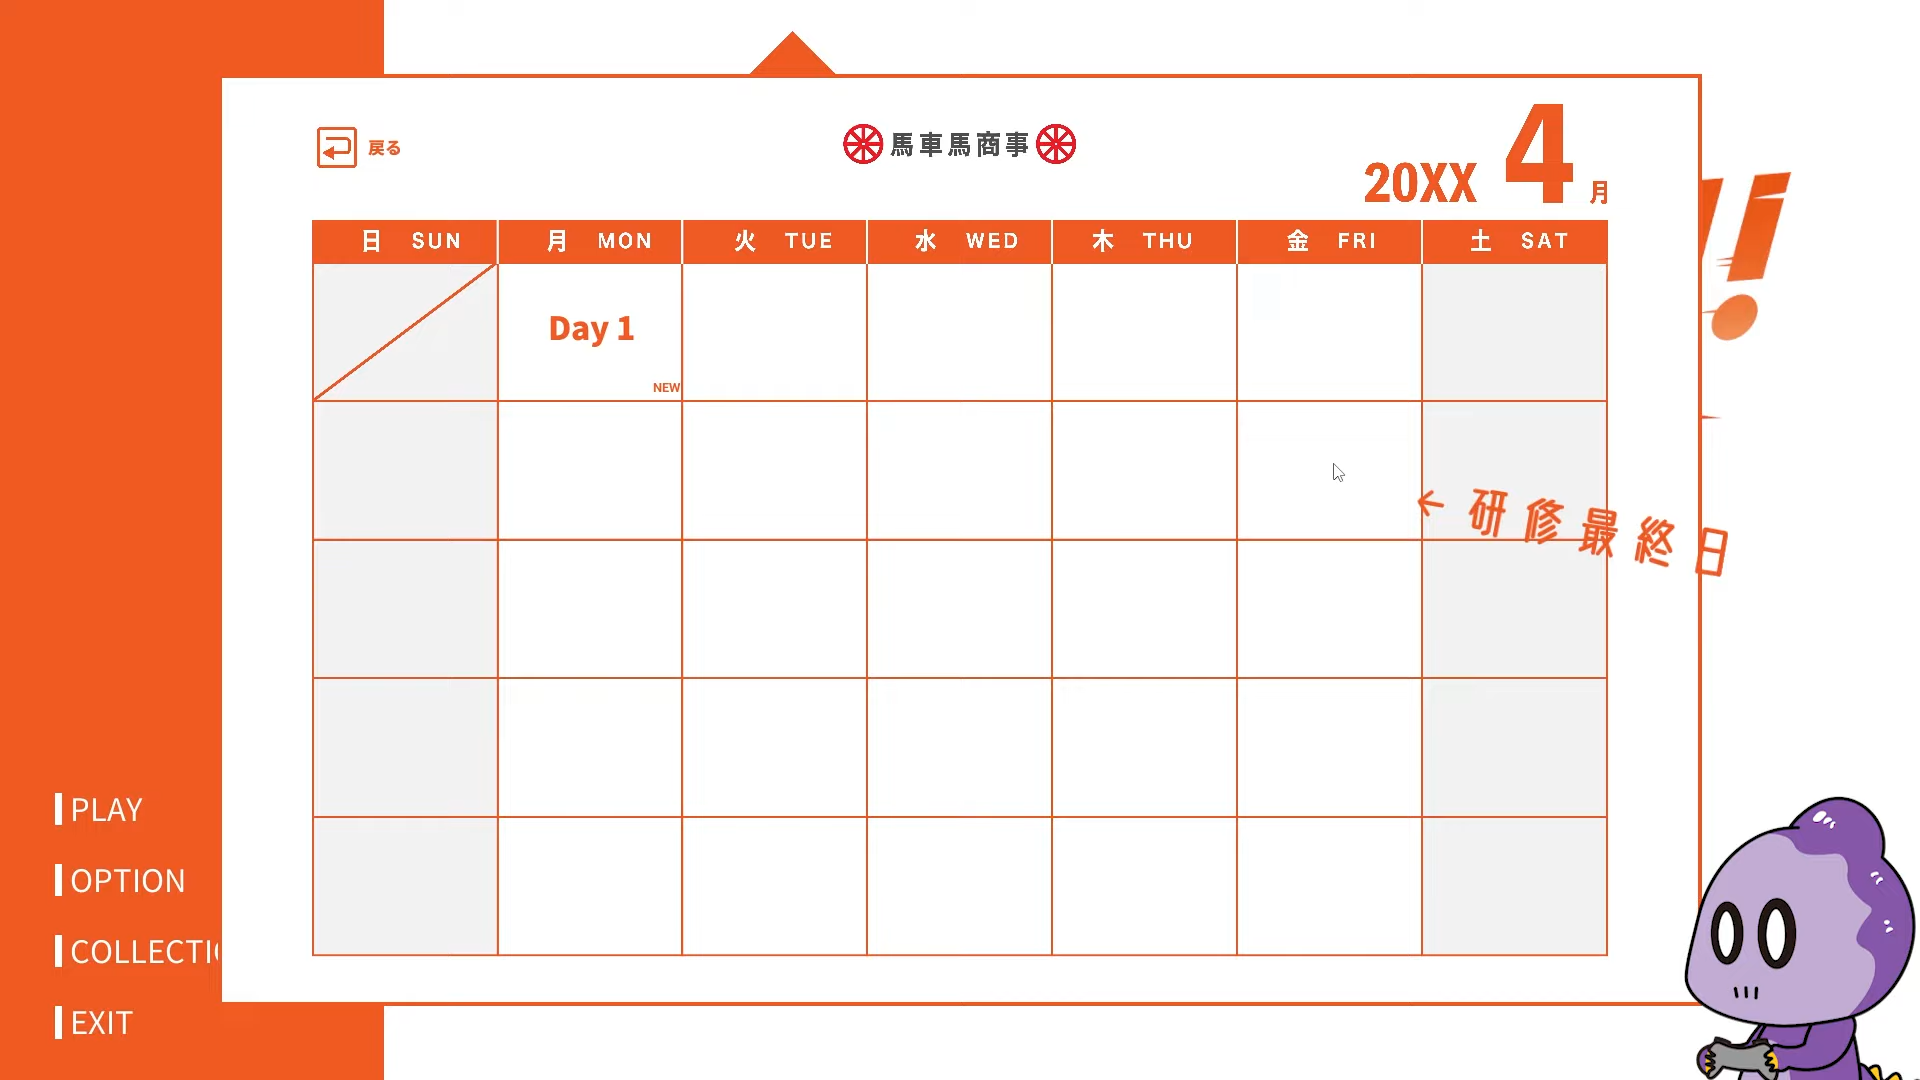 戻る
馬車馬商事
20XX 4月
日 SUN 月 MON 火 TUE 水 WED 木 THU 金 FRI 土 SAT
Day 1
NEW
←研修最終日
PLAY
OPTION
COLLECTI
EXIT